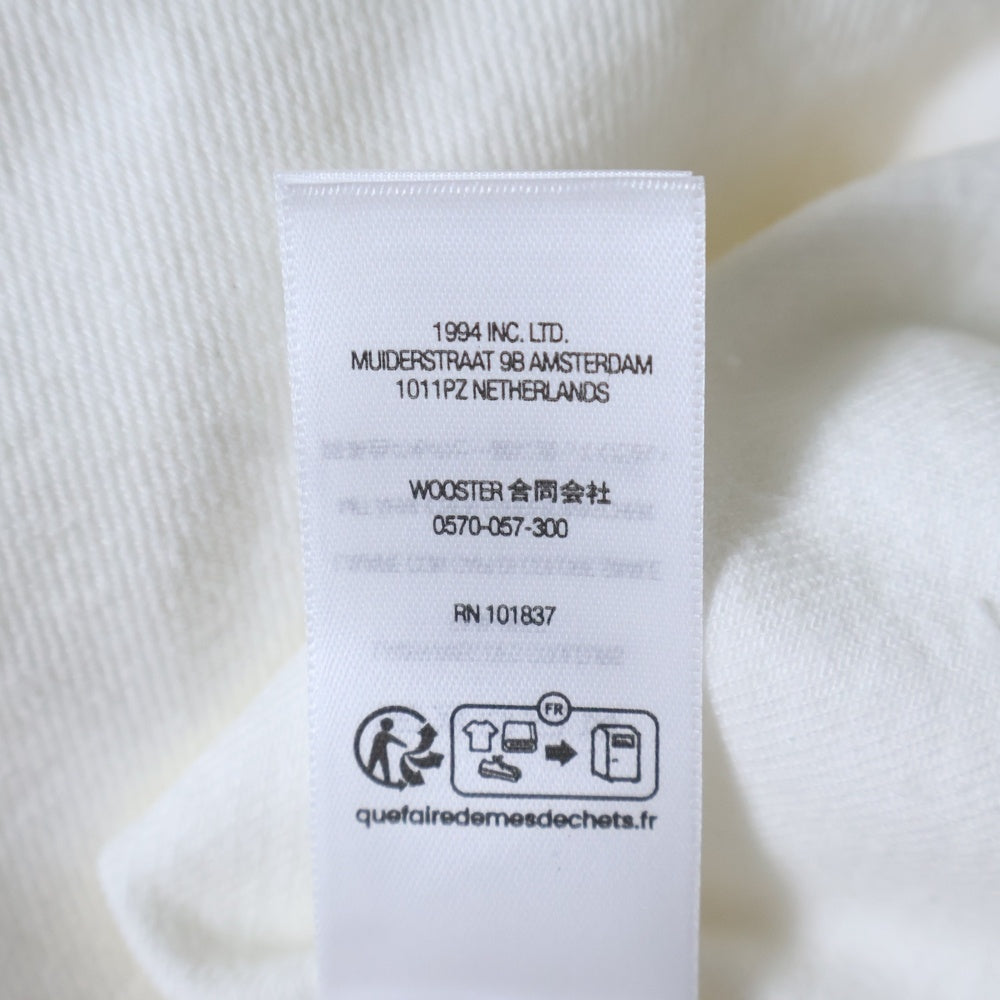 1994 INC. LTD.
MUIDERSTRAAT 9B AMSTERDAM
1011PZ NETHERLANDS
WOOSTER 合同会社
0570-057-300
RN 101837
FR
quefairedemesdechets.fr